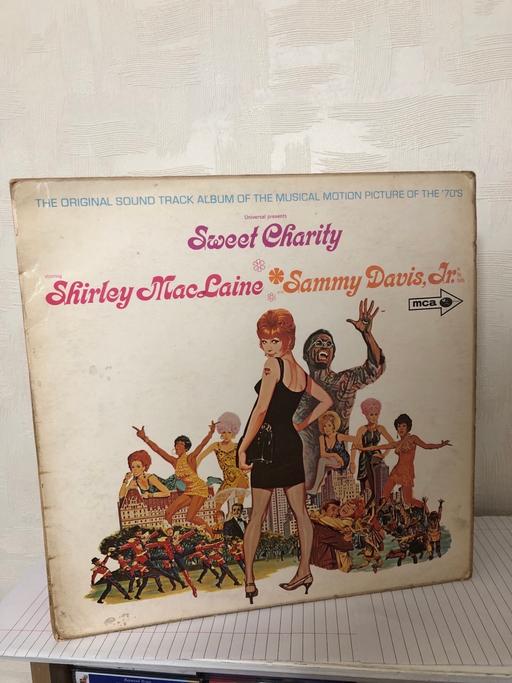 THE ORIGINAL SOUND TRACK ALBUM OF THE MUSICAL MOTION PICTURE OF THE '70'S
Universal presents
Sweet Charity
starring
Shirley MacLaine Sammy Davis, Jr.
mca